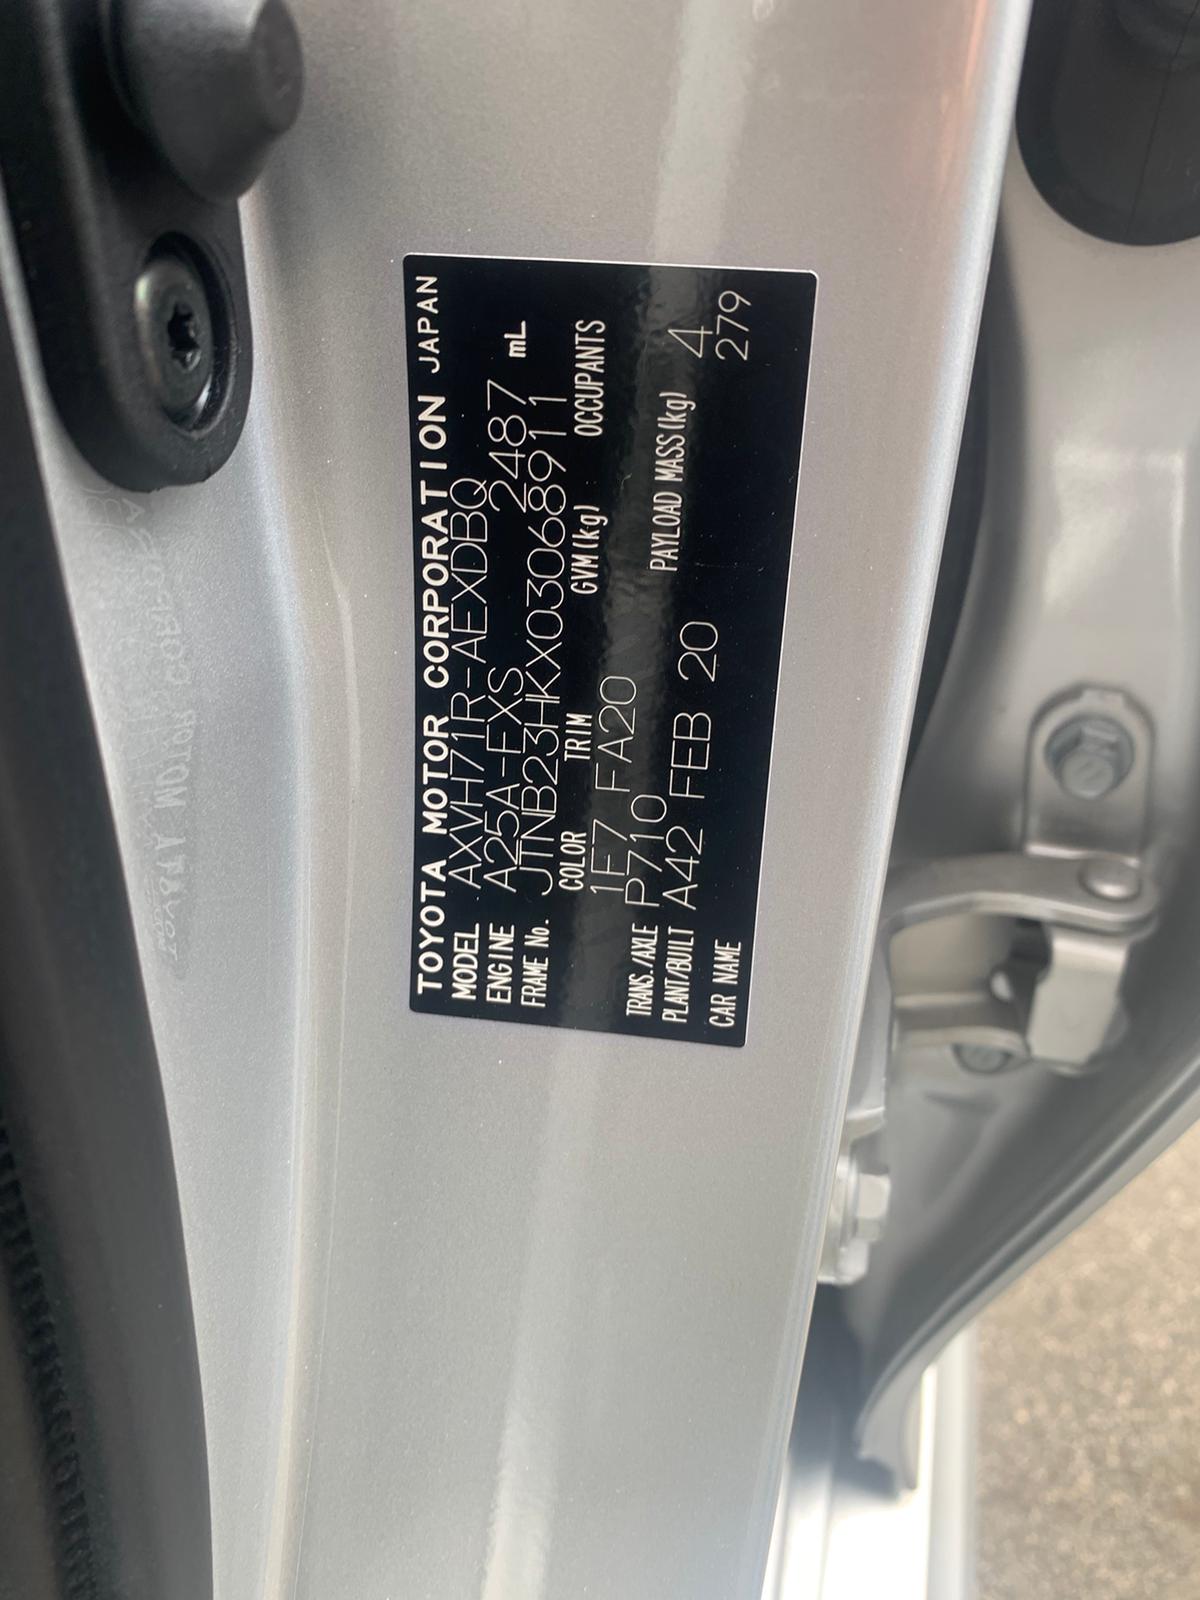 TOYOTA MOTOR CORPORATION JAPAN
MODEL AXVH71R-AEXDBQ
ENGINE A25A-FXS 2487 mL
FRAME No. JTNB23HKX03068911
COLOR TRIM GVM(kg) OCCUPANTS
1F7 FA20
TRANS./AXLE P710 PAYLOAD MASS(kg) 4
PLANT/BUILT A42 FEB 20 279
CAR NAME